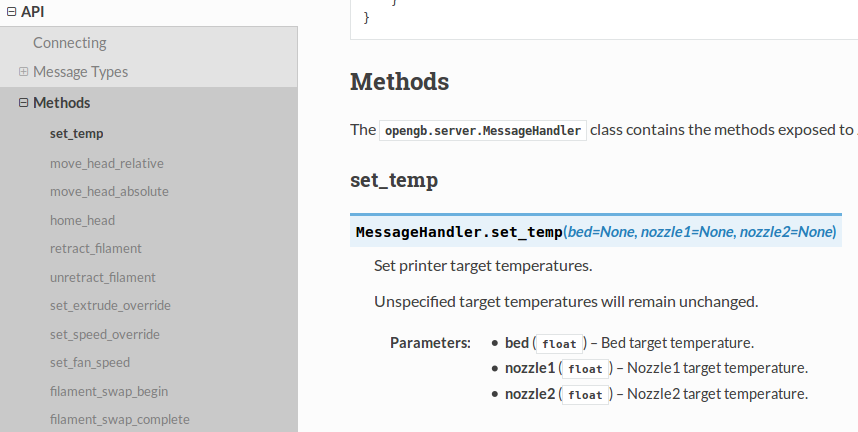 API
Connecting
Message Types
Methods
set_temp
move_head_relative
move_head_absolute
home_head
retract_filament
unretract_filament
set_extrude_override
set_speed_override
set_fan_speed
filament_swap_begin
filament_swap_complete
}
}
Methods
The opengb.server.MessageHandler class contains the methods exposed to
set_temp
MessageHandler.set_temp(bed=None, nozzle1=None, nozzle2=None)
Set printer target temperatures.
Unspecified target temperatures will remain unchanged.
Parameters: • bed (float) – Bed target temperature.
• nozzle1 (float) – Nozzle1 target temperature.
• nozzle2 (float) – Nozzle2 target temperature.